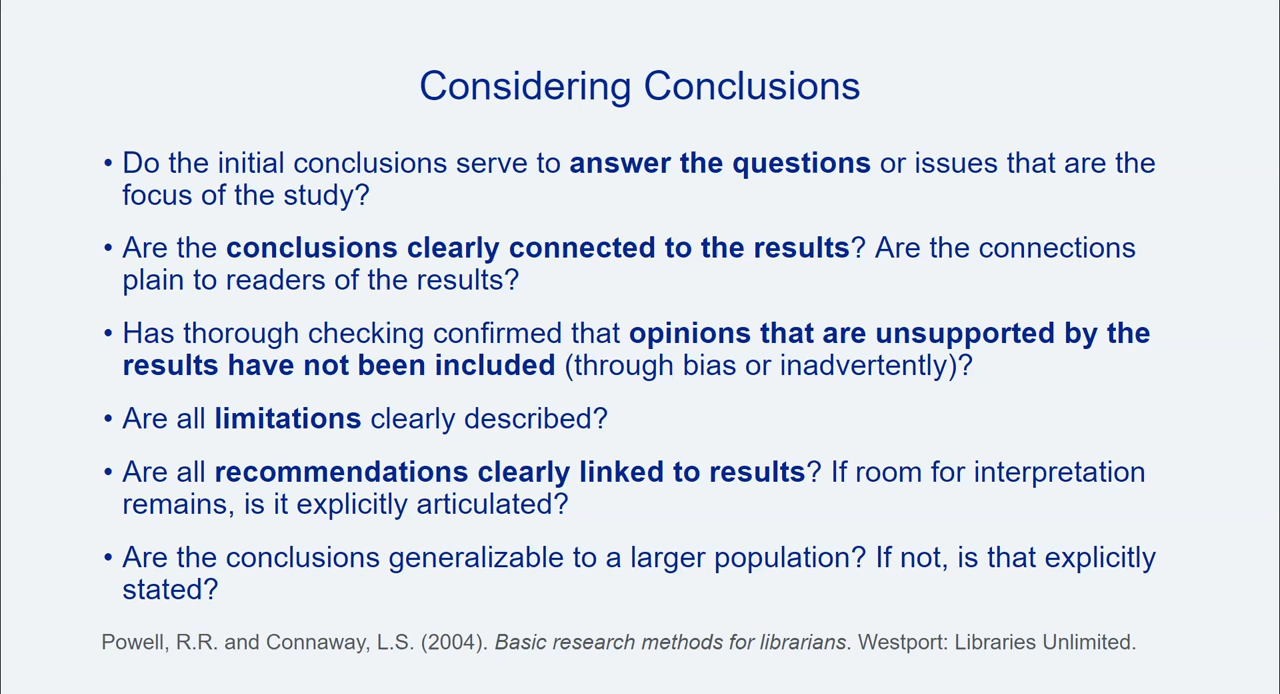 Considering Conclusions
• Do the initial conclusions serve to answer the questions or issues that are the
focus of the study?
• Are the conclusions clearly connected to the results? Are the connections
plain to readers of the results?
• Has thorough checking confirmed that opinions that are unsupported by the
results have not been included (through bias or inadvertently)?
• Are all limitations clearly described?
• Are all recommendations clearly linked to results? If room for interpretation
remains, is it explicitly articulated?
• Are the conclusions generalizable to a larger population? If not, is that explicitly
stated?
Powell, R.R. and Connaway, L.S. (2004). Basic research methods for librarians. Westport: Libraries Unlimited.